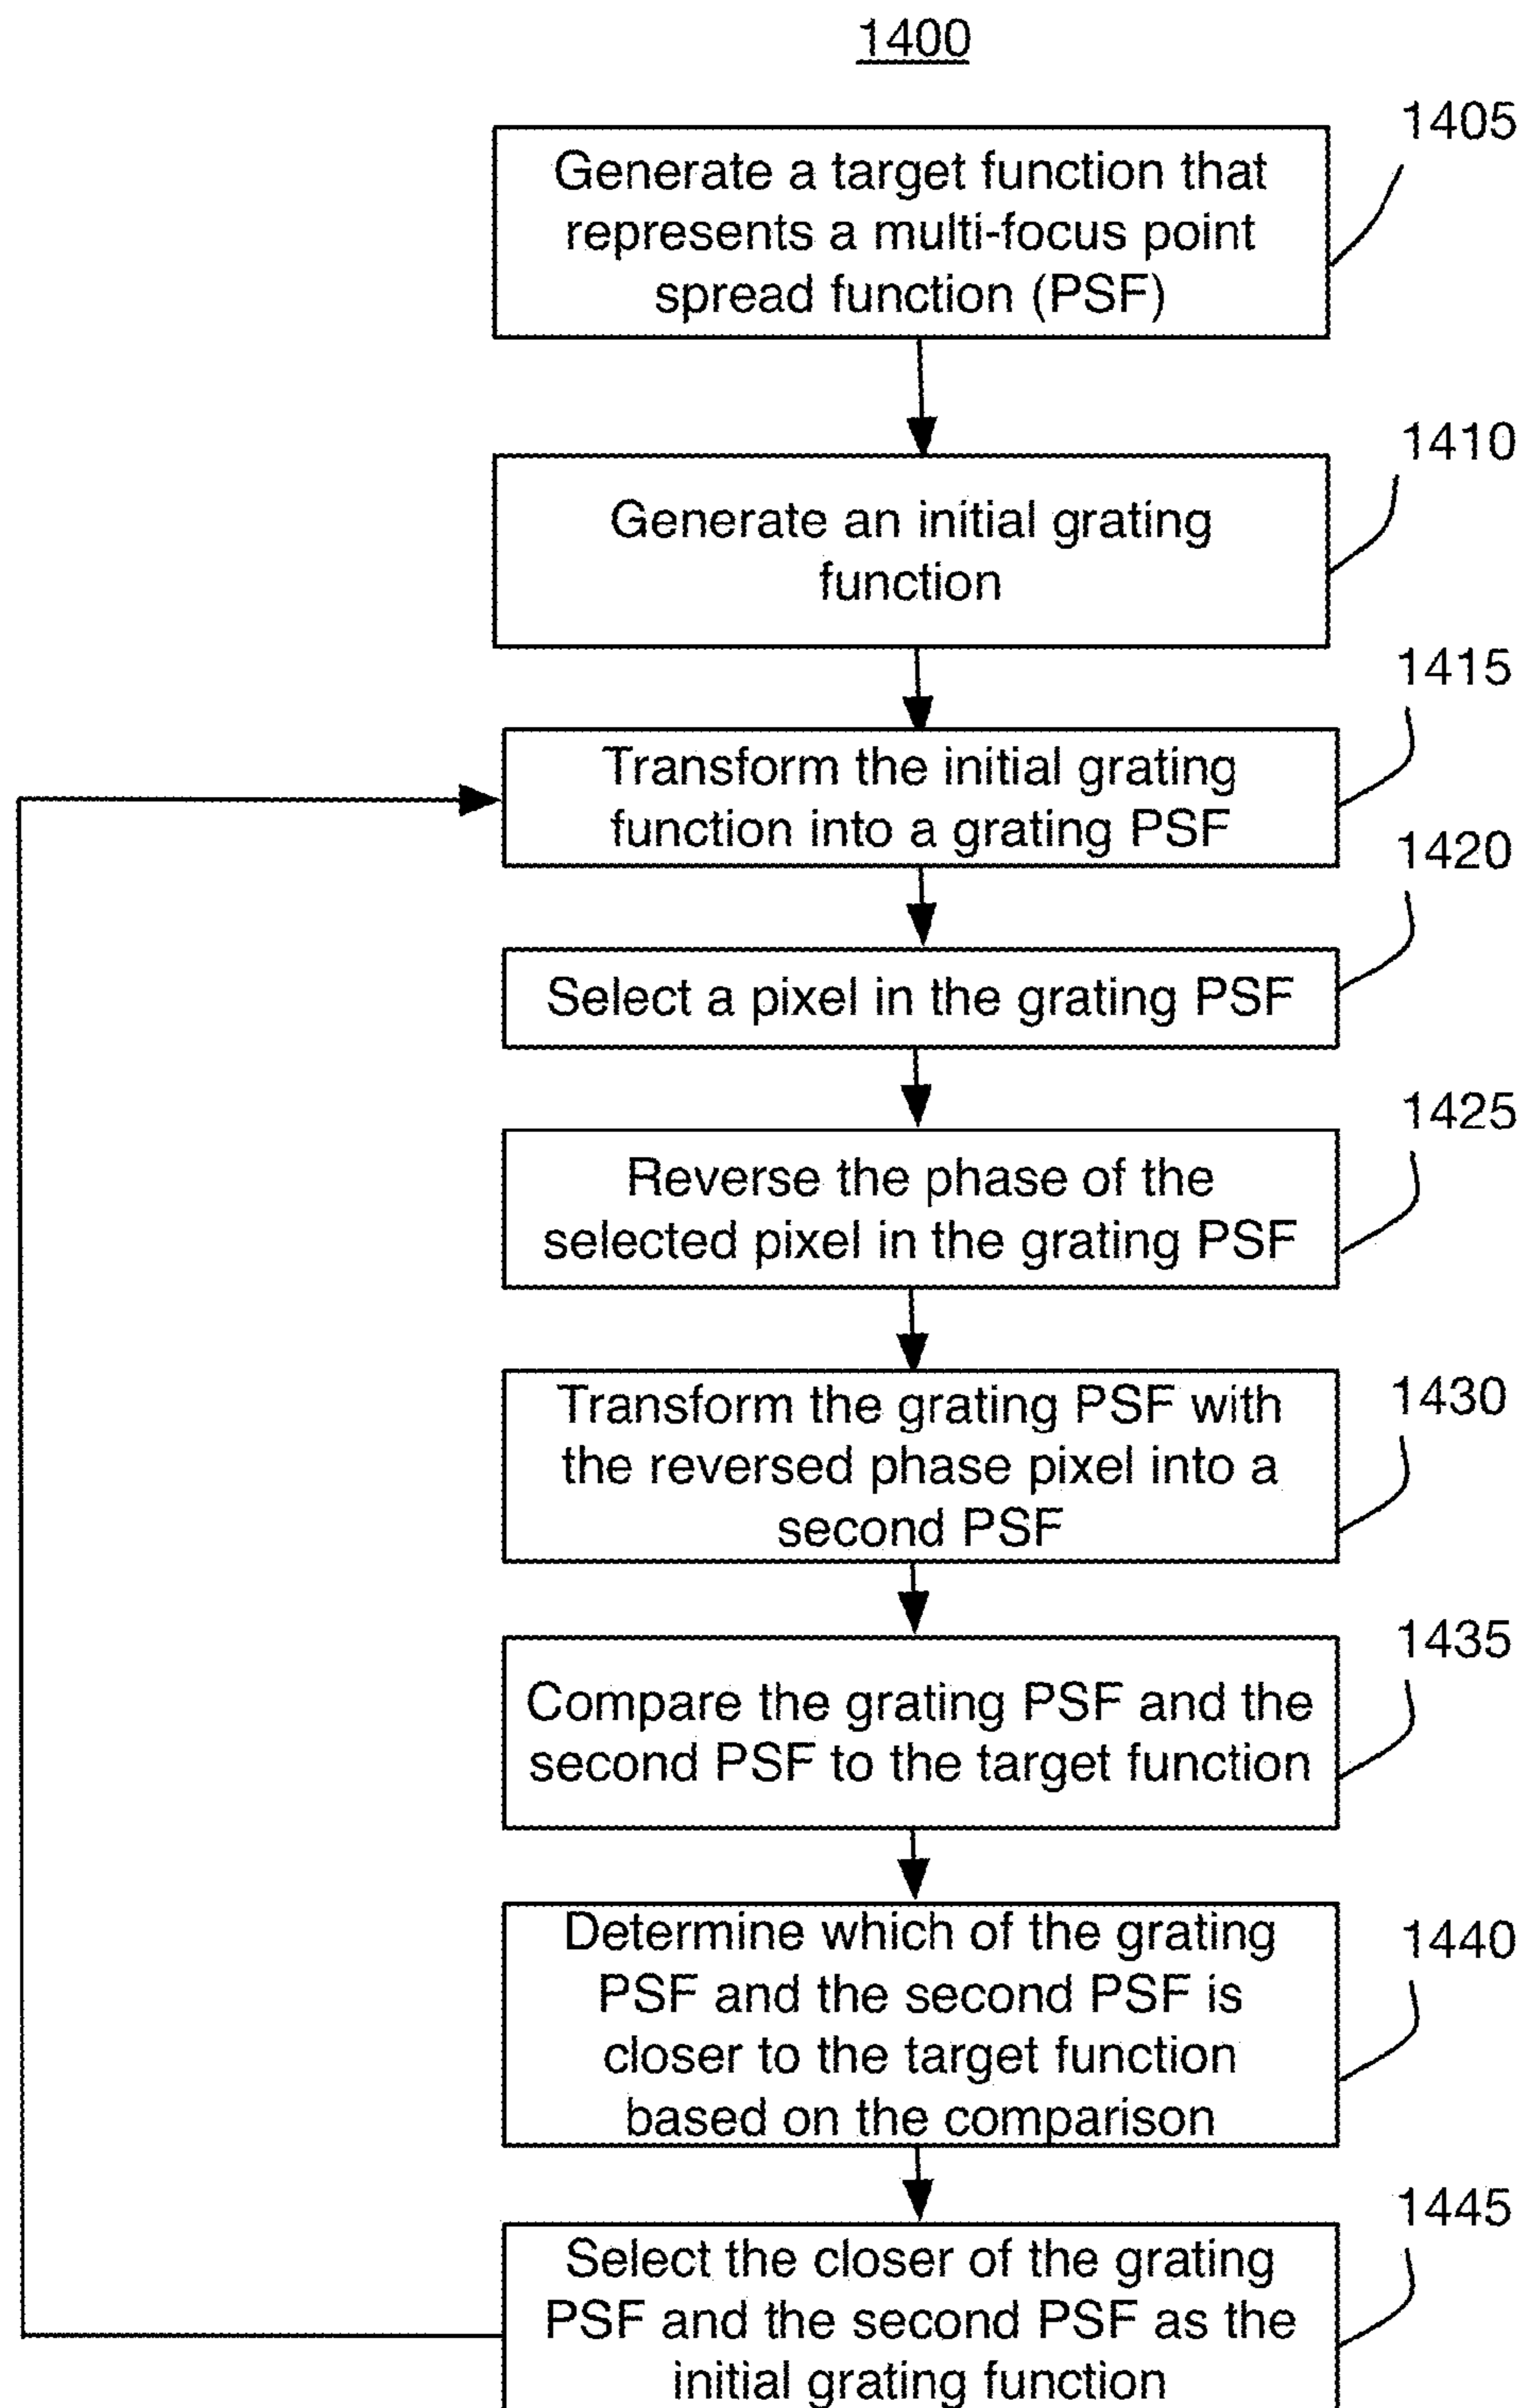 1400
1405
Generate a target function that
represents a multi-focus point
spread function (PSF)
1410
Generate an initial grating
function
1415
Transform the initial grating
function into a grating PSF
1420
Select a pixel in the grating PSF
1425
Reverse the phase of the
selected pixel in the grating PSF
1430
Transform the grating PSF with
the reversed phase pixel into a
second PSF
1435
Compare the grating PSF and the
second PSF to the target function
1440
Determine which of the grating
PSF and the second PSF is
closer to the target function
based on the comparison
1445
Select the closer of the grating
PSF and the second PSF as the
initial grating function